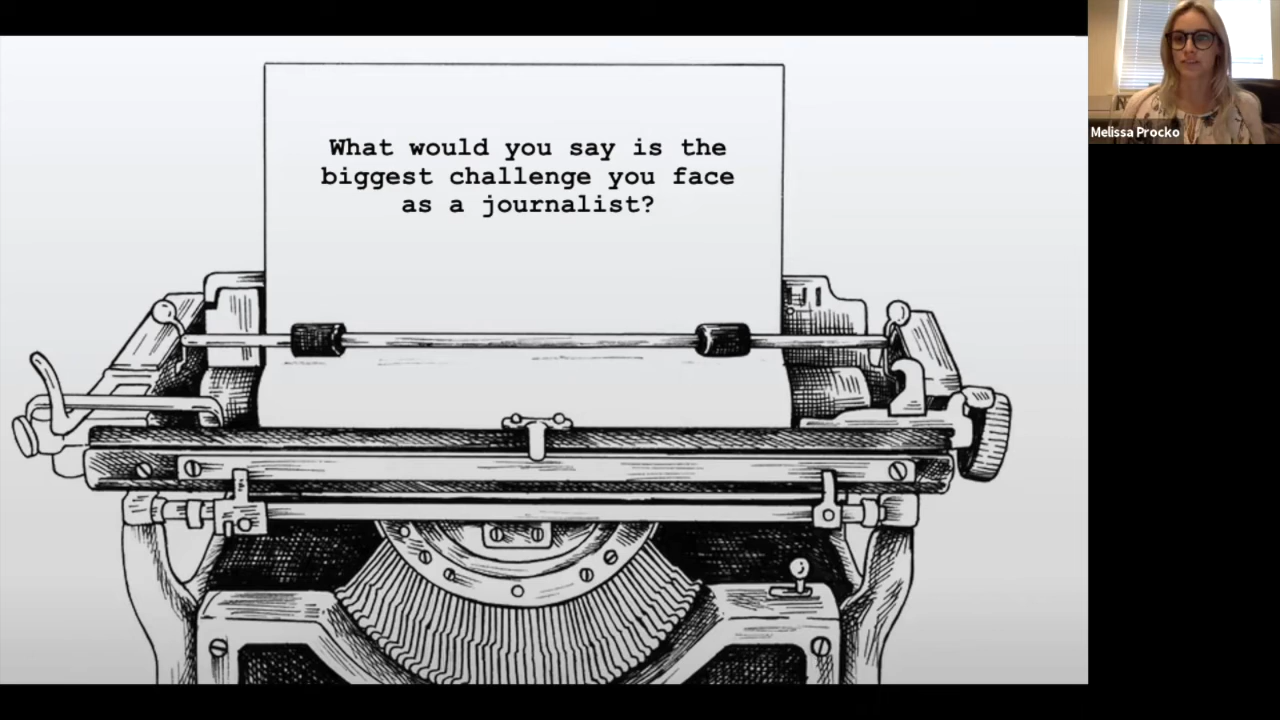 What would you say is the
biggest challenge you face
as a journalist?
Melissa Procko